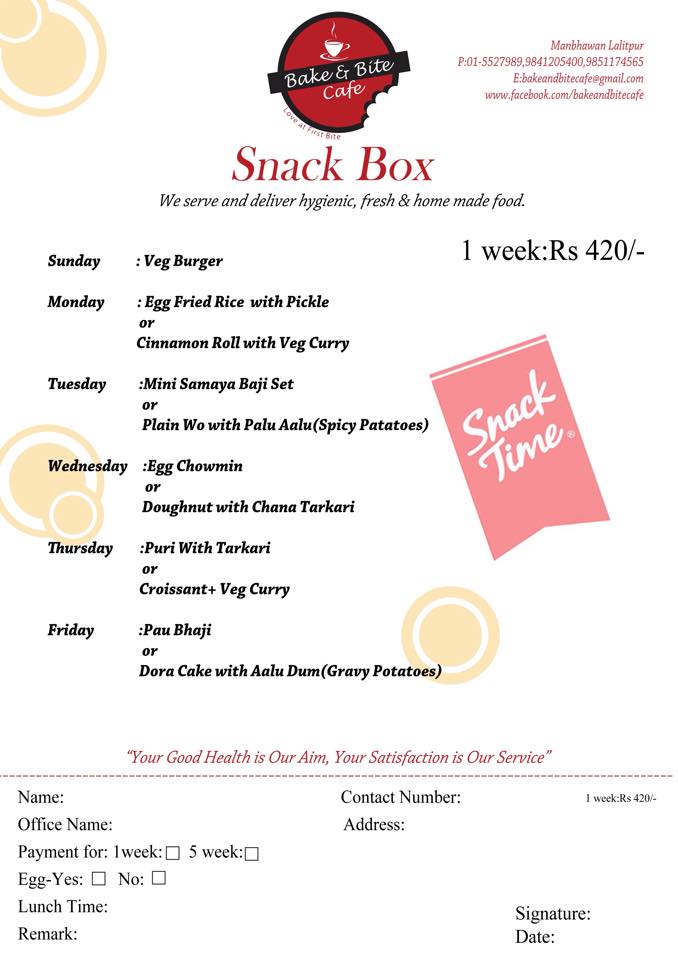 Bake & Bite
Cafe
Love at First Bite
Manbhawan Lalitpur
P:01-5527989,9841205400,9851174565
E:bakeandbitecafe@gmail.com
www.facebook.com/bakeandbitecafe
Snack Box
We serve and deliver hygienic, fresh & home made food.
1 week:Rs 420/-
Sunday : Veg Burger
Monday : Egg Fried Rice with Pickle
or
Cinnamon Roll with Veg Curry
Tuesday :Mini Samaya Baji Set
or
Plain Wo with Palu Aalu(Spicy Patatoes)
Snack
Time®
Wednesday :Egg Chowmin
or
Doughnut with Chana Tarkari
Thursday :Puri With Tarkari
or
Croissant+ Veg Curry
Friday :Pau Bhaji
or
Dora Cake with Aalu Dum(Gravy Potatoes)
“Your Good Health is Our Aim, Your Satisfaction is Our Service”
Name: Contact Number: 1 week:Rs 420/-
Office Name: Address:
Payment for: 1week: 5 week:
Egg-Yes: No:
Lunch Time:
Remark:
Signature:
Date: